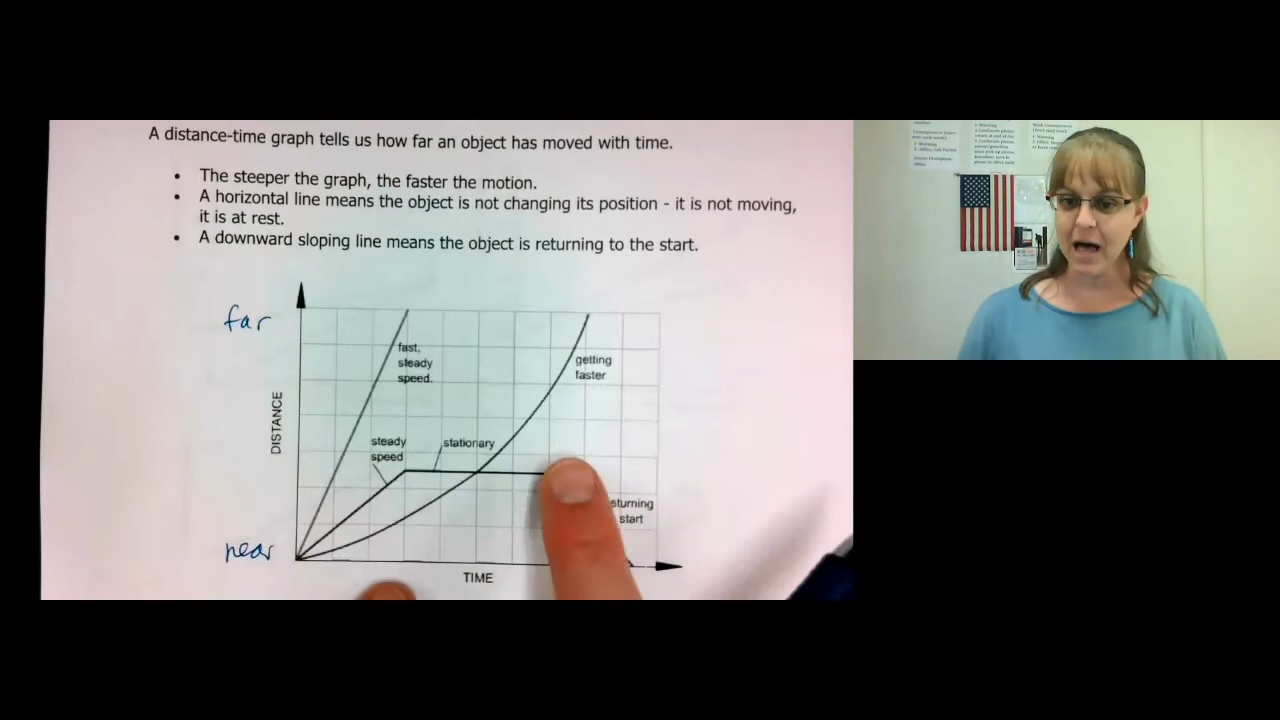 A distance-time graph tells us how far an object has moved with time.
• The steeper the graph, the faster the motion.
• A horizontal line means the object is not changing its position - it is not moving,
it is at rest.
• A downward sloping line means the object is returning to the start.
far
fast,
steady
speed.
getting
faster
DISTANCE
steady
speed
stationary
start
near
TIME